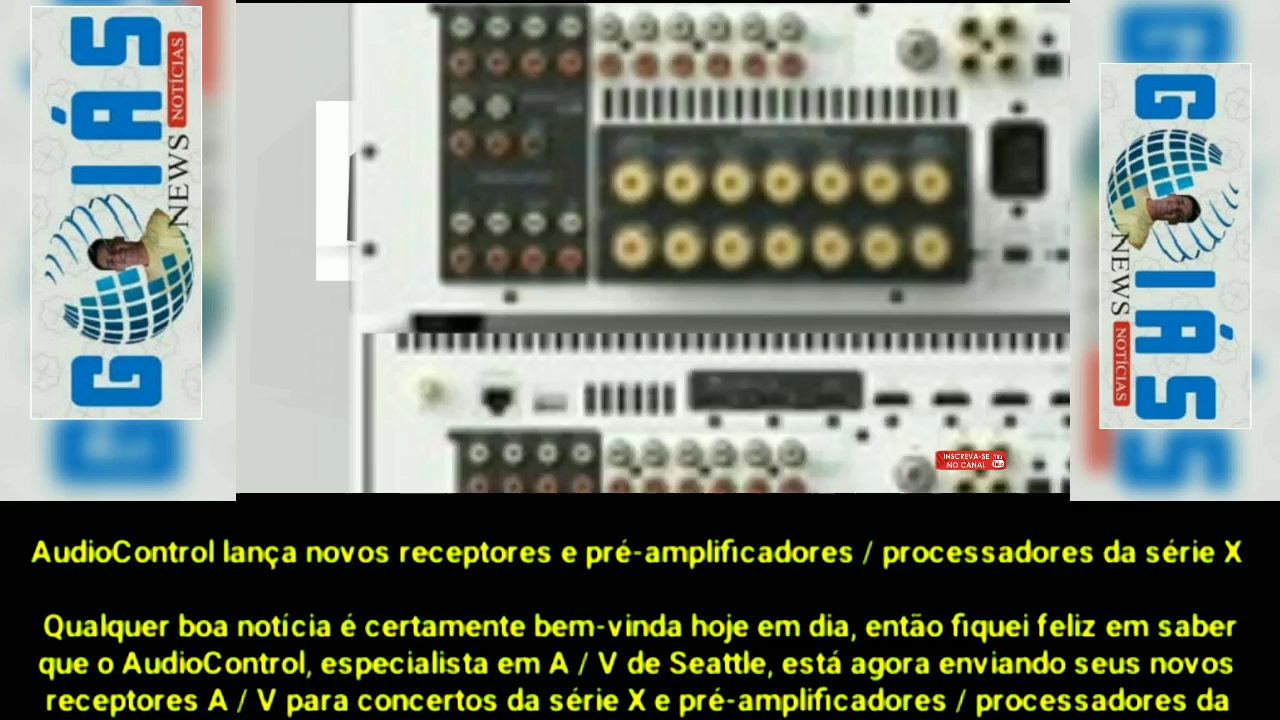 GOIÁS
NEWS
NOTÍCIAS
GOIÁS
NEWS
NOTÍCIAS
INSCREVA-SE
NO CANAL
AudioControl lança novos receptores e pré-amplificadores / processadores da série X
Qualquer boa notícia é certamente bem-vinda hoje em dia, então fiquei feliz em saber
que o AudioControl, especialista em A / V de Seattle, está agora enviando seus novos
receptores A / V para concertos da série X e pré-amplificadores / processadores da